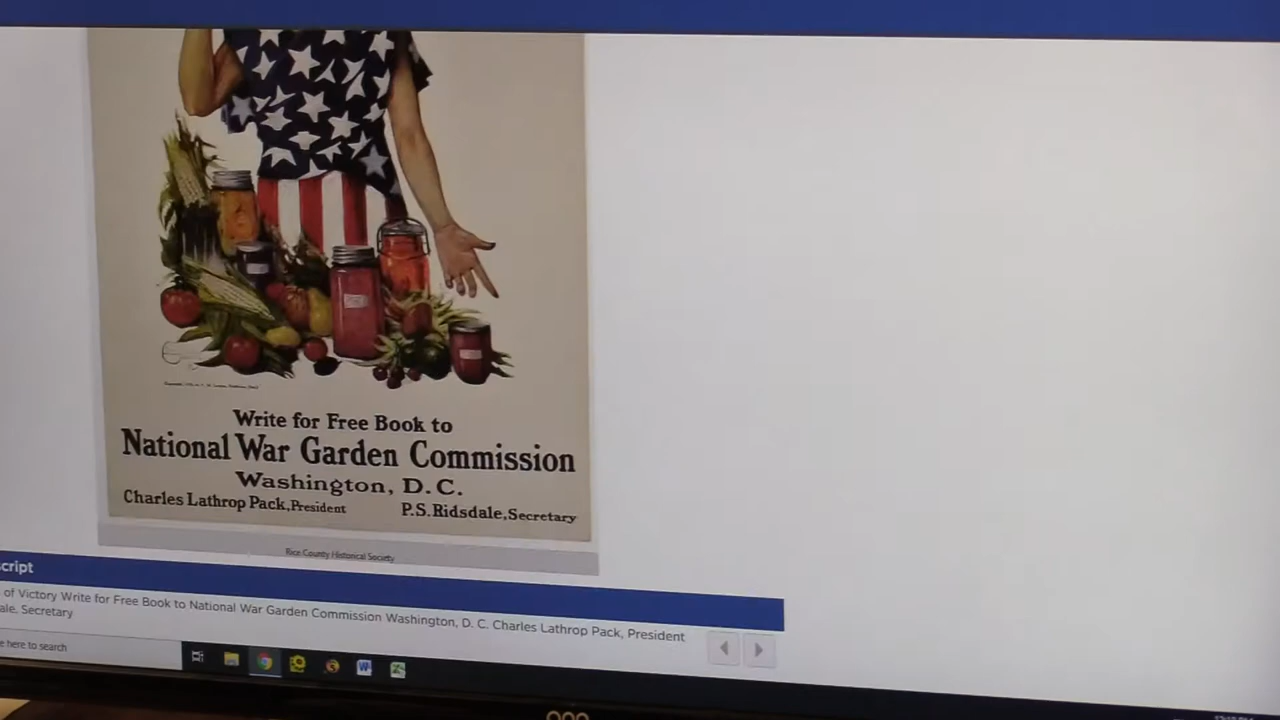 Write for Free Book to
National War Garden Commission
Washington, D.C.
Charles Lathrop Pack, President P.S. Ridsdale, Secretary
Rice County Historical Society
cript
of Victory Write for Free Book to National War Garden Commission Washington, D. C. Charles Lathrop Pack, President
ale, Secretary
e here to search